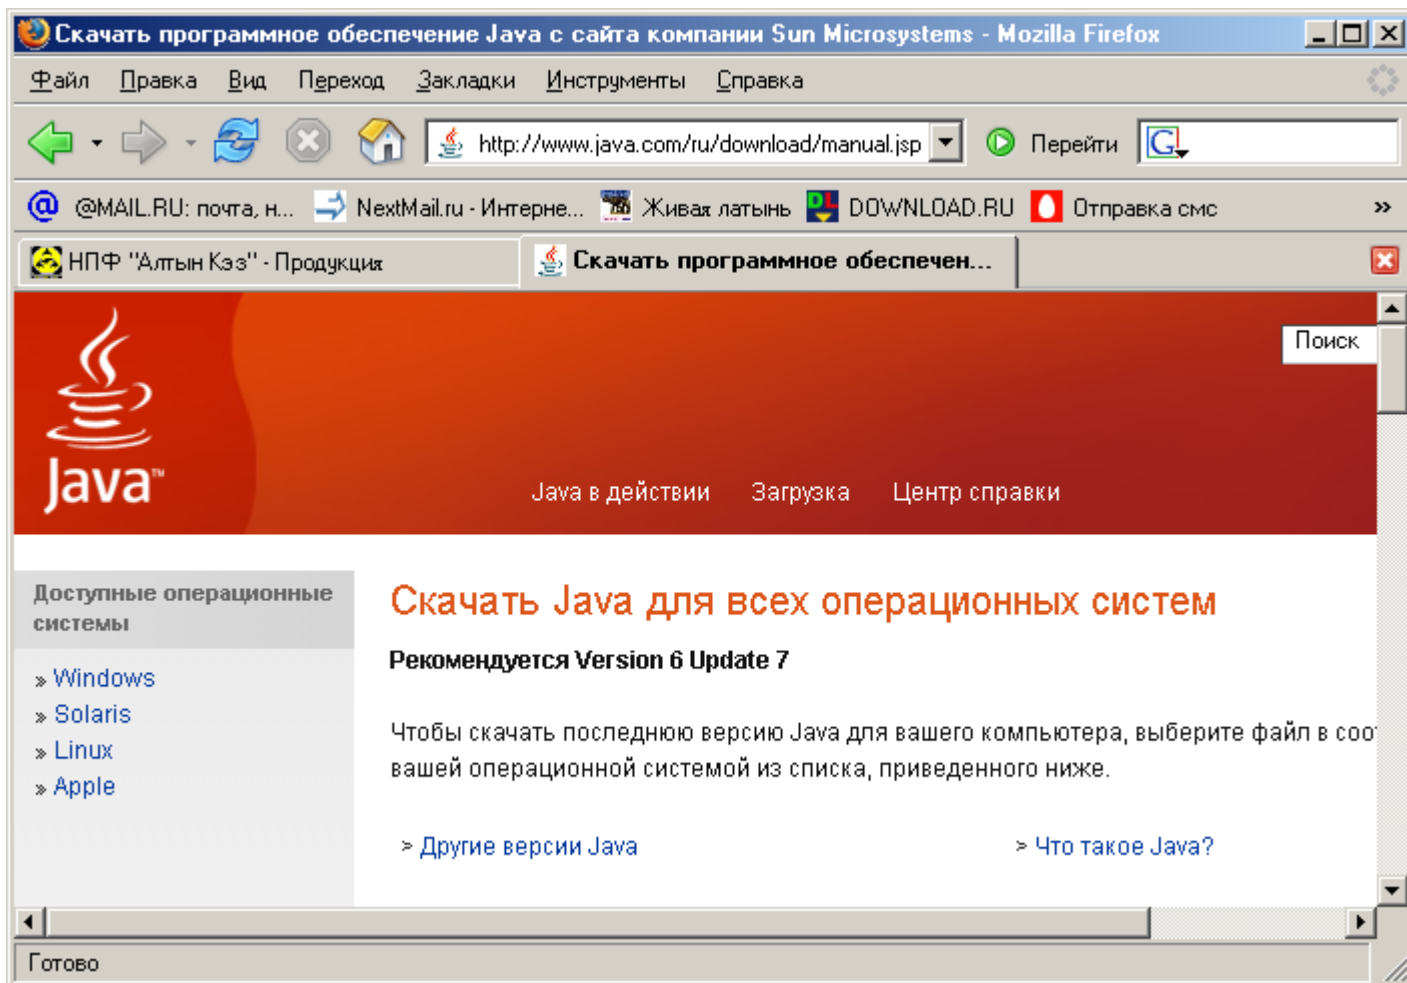 Скачать программное обеспечение Java с сайта компании Sun Microsystems - Mozilla Firefox
Файл Правка Вид Переход Закладки Инструменты Справка
http://www.java.com/ru/download/manual.jsp Перейти G
@ @MAIL.RU: почта, н... NextMail.ru - Интерне... Живая латынь DL DOWNLOAD.RU Отправка смс »
НПФ "Алтын Кэз" - Продукция Скачать программное обеспечен...
Поиск
Java™
Java в действии Загрузка Центр справки
Доступные операционные
системы
» Windows
» Solaris
» Linux
» Apple
Скачать Java для всех операционных систем
Рекомендуется Version 6 Update 7
Чтобы скачать последнюю версию Java для вашего компьютера, выберите файл в соот
вашей операционной системой из списка, приведенного ниже.
> Другие версии Java > Что такое Java?
Готово